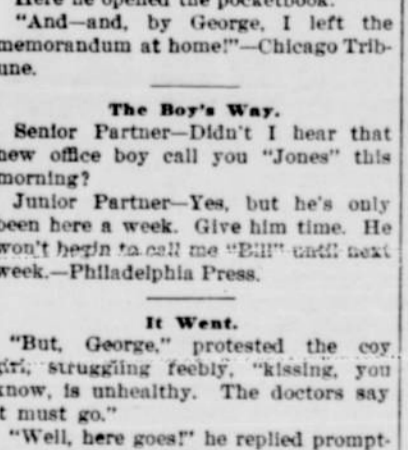 Here he opened the pocketbook.
"And—and, by George, I left the
memorandum at home!"—Chicago Trib-
une.
The Boy's Way.
Senior Partner—Didn't I hear that
new office boy call you "Jones" this
morning?
Junior Partner—Yes, but he's only
been here a week. Give him time. He
won't begin to call me "Bill" until next
week.—Philadelphia Press.
It Went.
"But, George," protested the coy
girl, struggling feebly, "kissing, you
know, is unhealthy. The doctors say
it must go."
"Well, here goes!" he replied prompt-